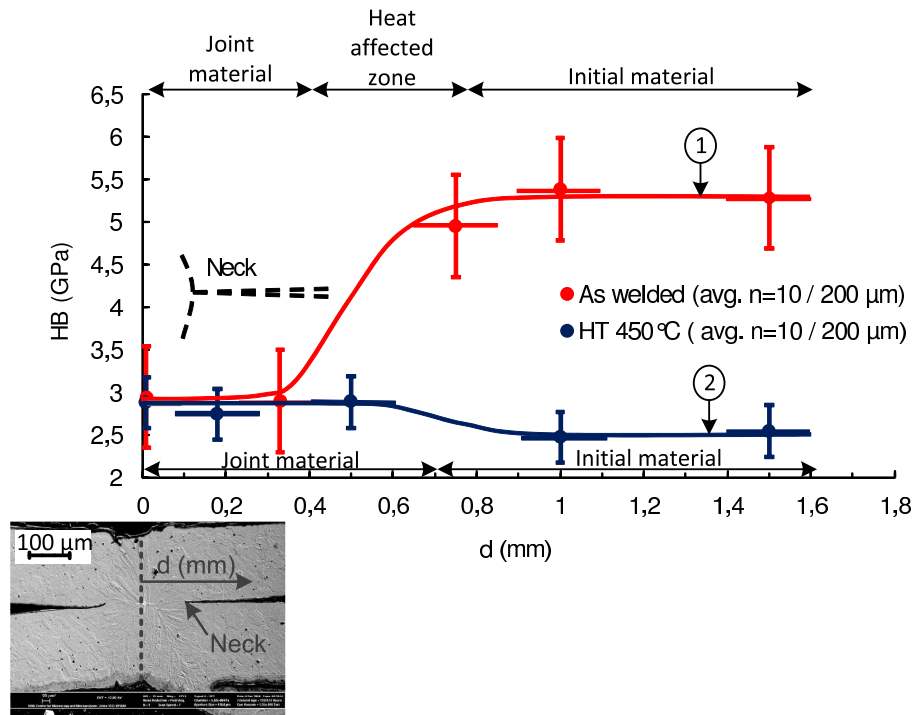 Joint
material
Heat
affected
zone
Initial material
6,5
6
5,5
5
4,5
4
3,5
3
2,5
2
HB (GPa)
1
Neck
As welded (avg. n=10 / 200 µm)
HT 450°C ( avg. n=10 / 200 µm)
2
Joint material
Initial material
0
0,2
0,4
0,6
0,8
1
1,2
1,4
1,6
1,8
d (mm)
100 µm
d (mm)
Neck